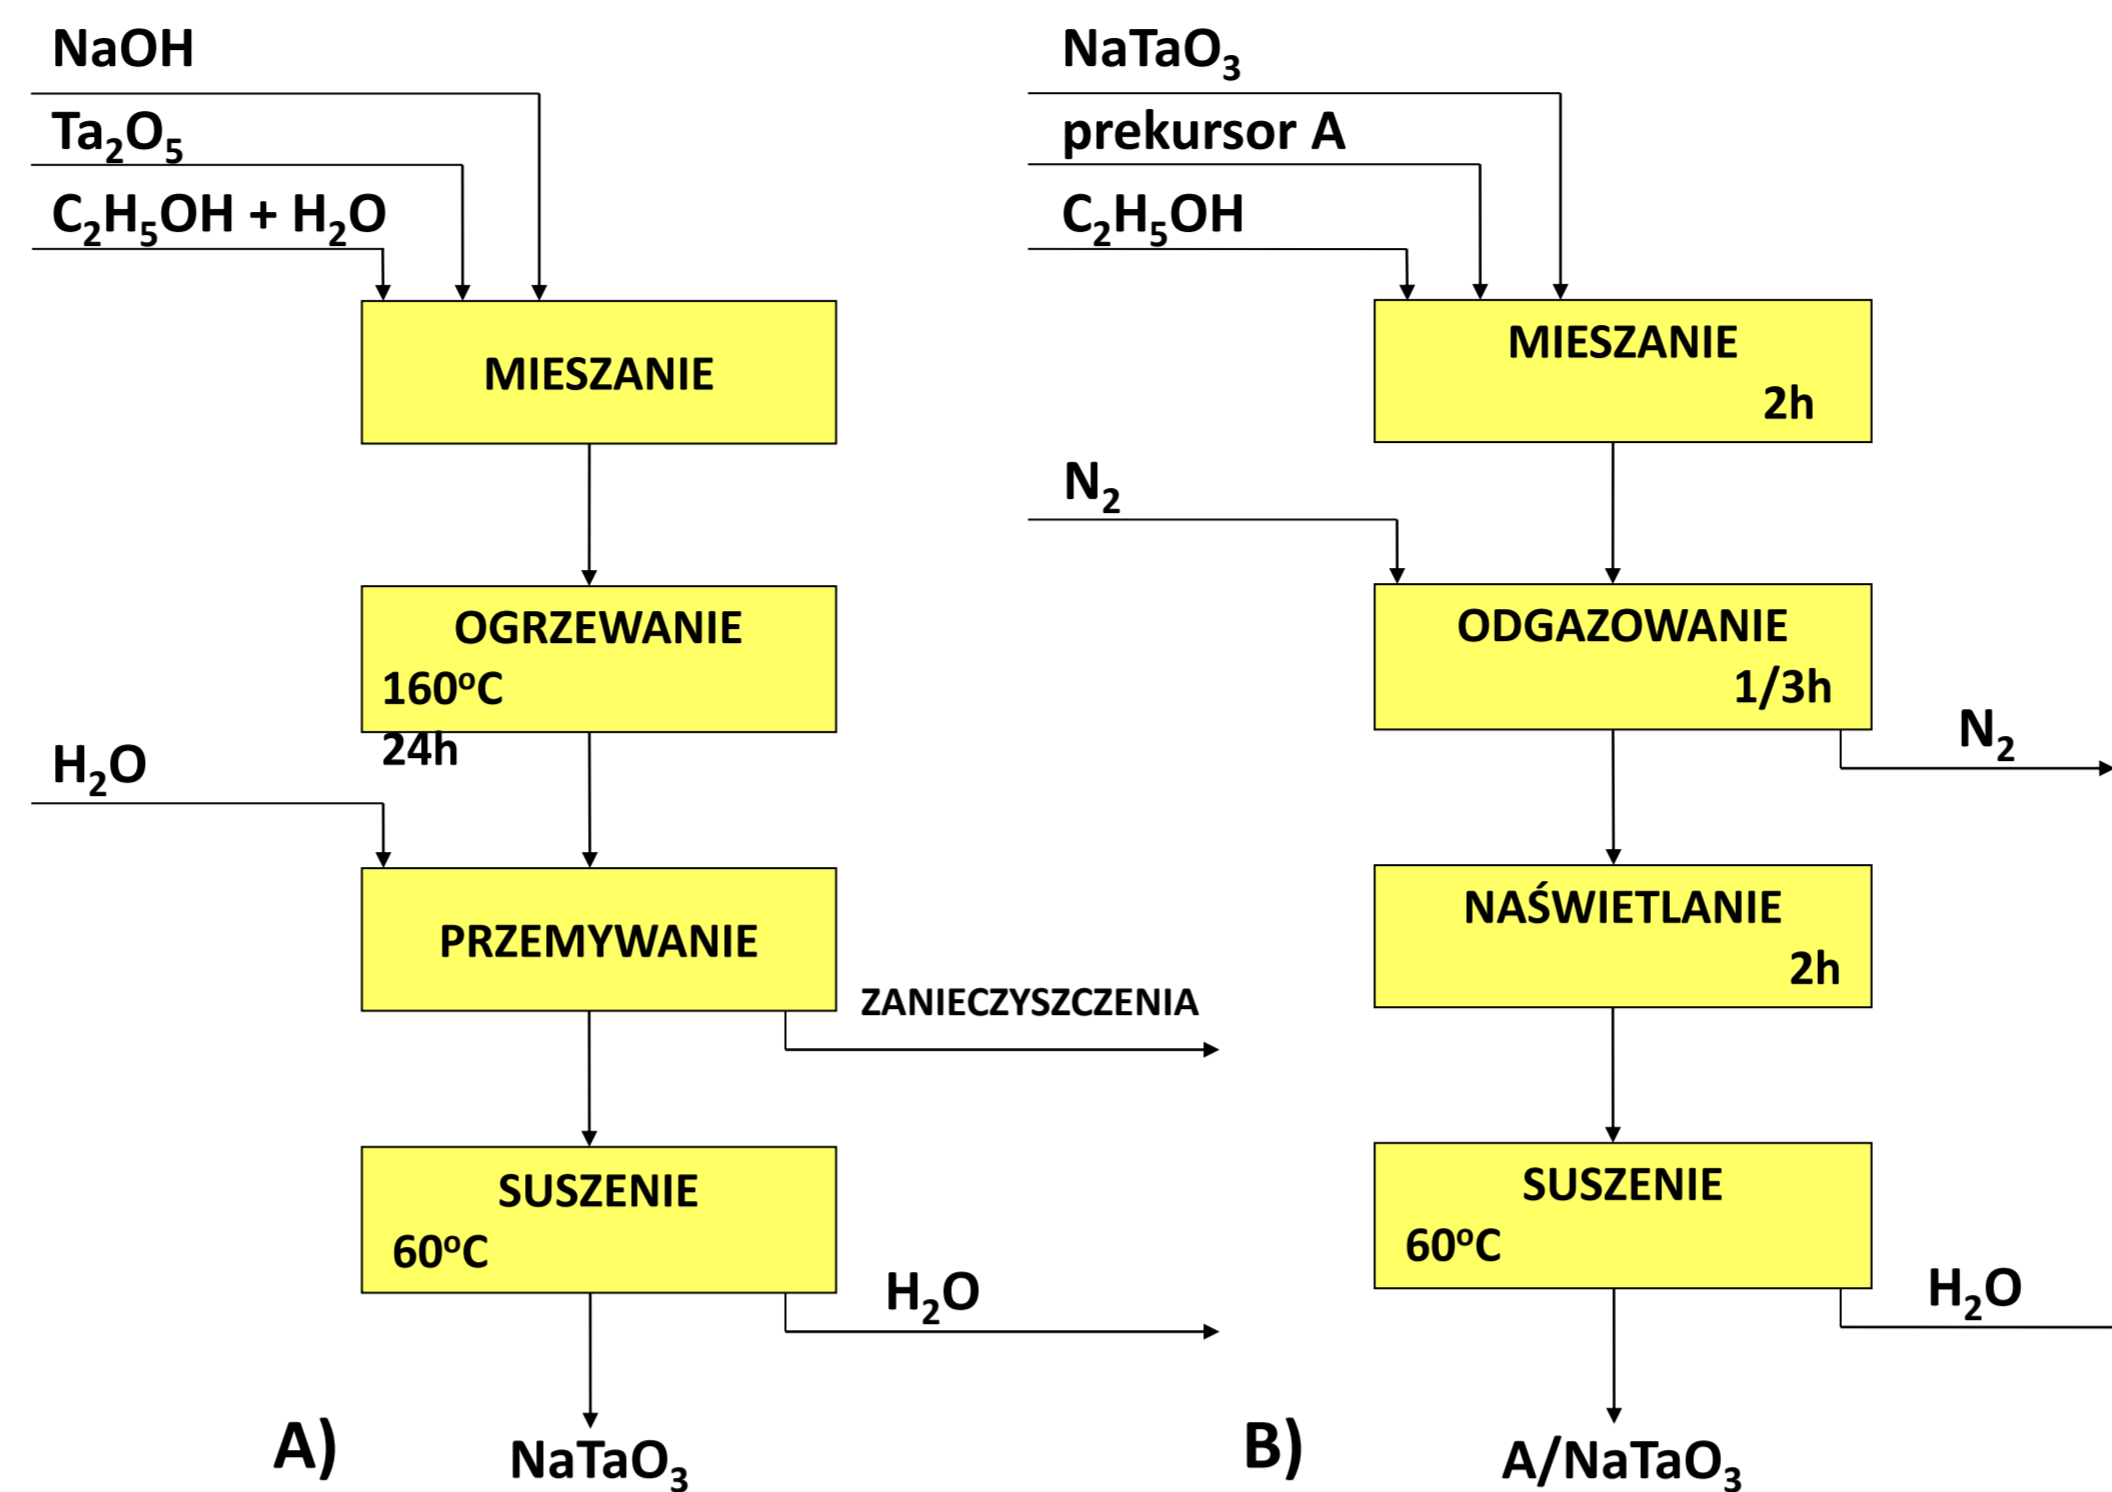 NaOH
Ta₂O₅
C₂H₅OH + H₂O
MIESZANIE
OGRZEWANIE
160ºC
24h
H₂O
PRZEMYWANIE
ZANIECZYSZCZENIA
SUSZENIE
60ºC
H₂O
A)
NaTaO₃
NaTaO₃
prekursor A
C₂H₅OH
MIESZANIE
2h
N₂
ODGAZOWANIE
1/3h
N₂
NAŚWIETLANIE
2h
SUSZENIE
60ºC
H₂O
B)
A/NaTaO₃